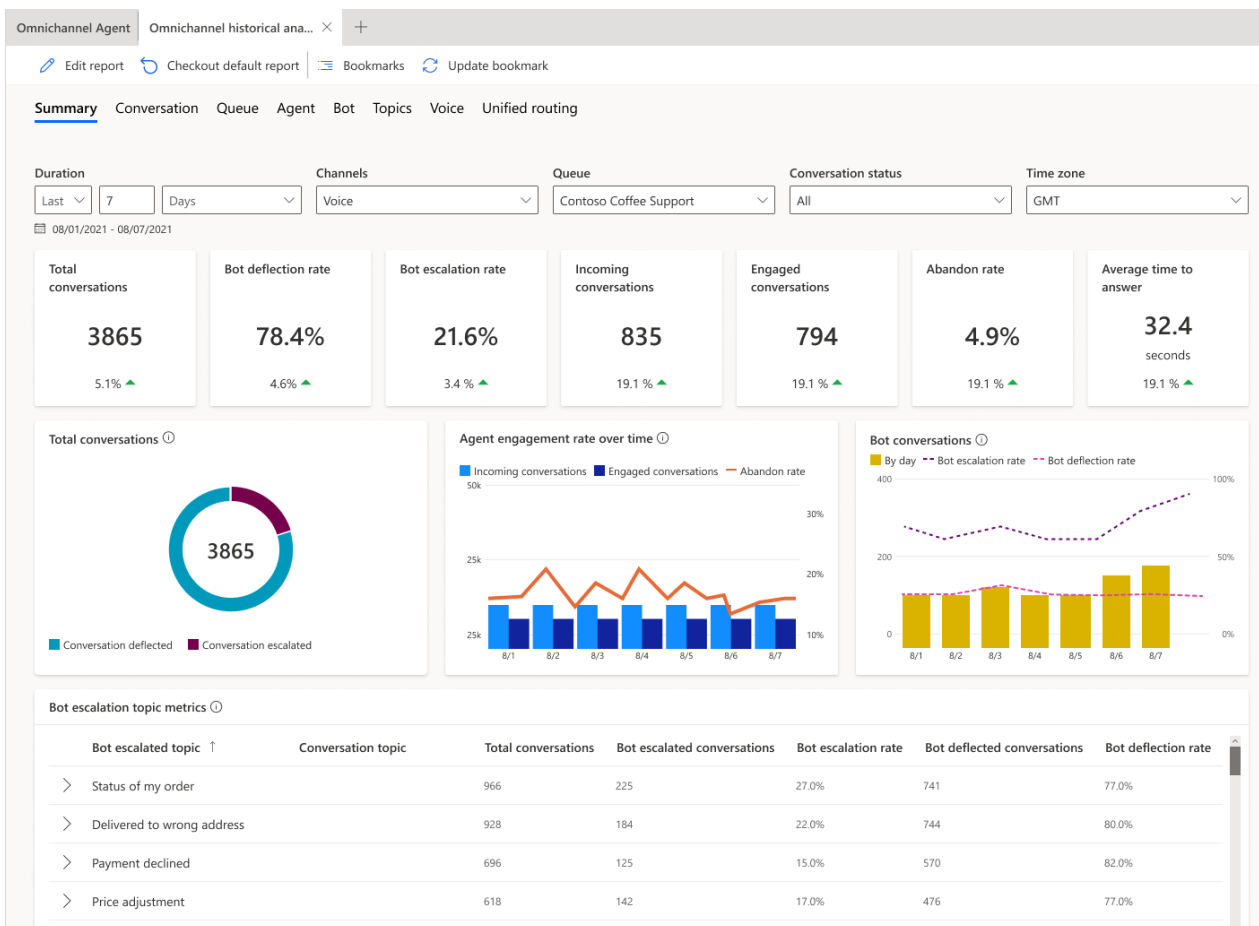 Omnichannel Agent
Omnichannel historical ana...
Edit report
Checkout default report
Bookmarks
Update bookmark
Summary
Conversation
Queue
Agent
Bot
Topics
Voice
Unified routing
Duration
Channels
Queue
Conversation status
Time zone
Last
7
Days
Voice
Contoso Coffee Support
All
GMT
08/01/2021 - 08/07/2021
Total
conversations
3865
5.1%
Bot deflection rate
78.4%
4.6%
Bot escalation rate
21.6%
3.4 %
Incoming
conversations
835
19.1 %
Engaged
conversations
794
19.1 %
Abandon rate
4.9%
19.1 %
Average time to
answer
32.4
seconds
19.1 %
Total conversations
3865
Conversation deflected
Conversation escalated
Agent engagement rate over time
Incoming conversations
Engaged conversations
Abandon rate
50k
25k
25k
30%
20%
10%
8/1
8/2
8/3
8/4
8/5
8/6
8/7
Bot conversations
By day
Bot escalation rate
Bot deflection rate
400
200
0
100%
50%
0%
8/1
8/2
8/3
8/4
8/5
8/6
8/7
Bot escalation topic metrics
Bot escalated topic ↑ Conversation topic Total conversations Bot escalated conversations Bot escalation rate Bot deflected conversations Bot deflection rate
Status of my order 966 225 27.0% 741 77.0%
Delivered to wrong address 928 184 22.0% 744 80.0%
Payment declined 696 125 15.0% 570 82.0%
Price adjustment 618 142 17.0% 476 77.0%